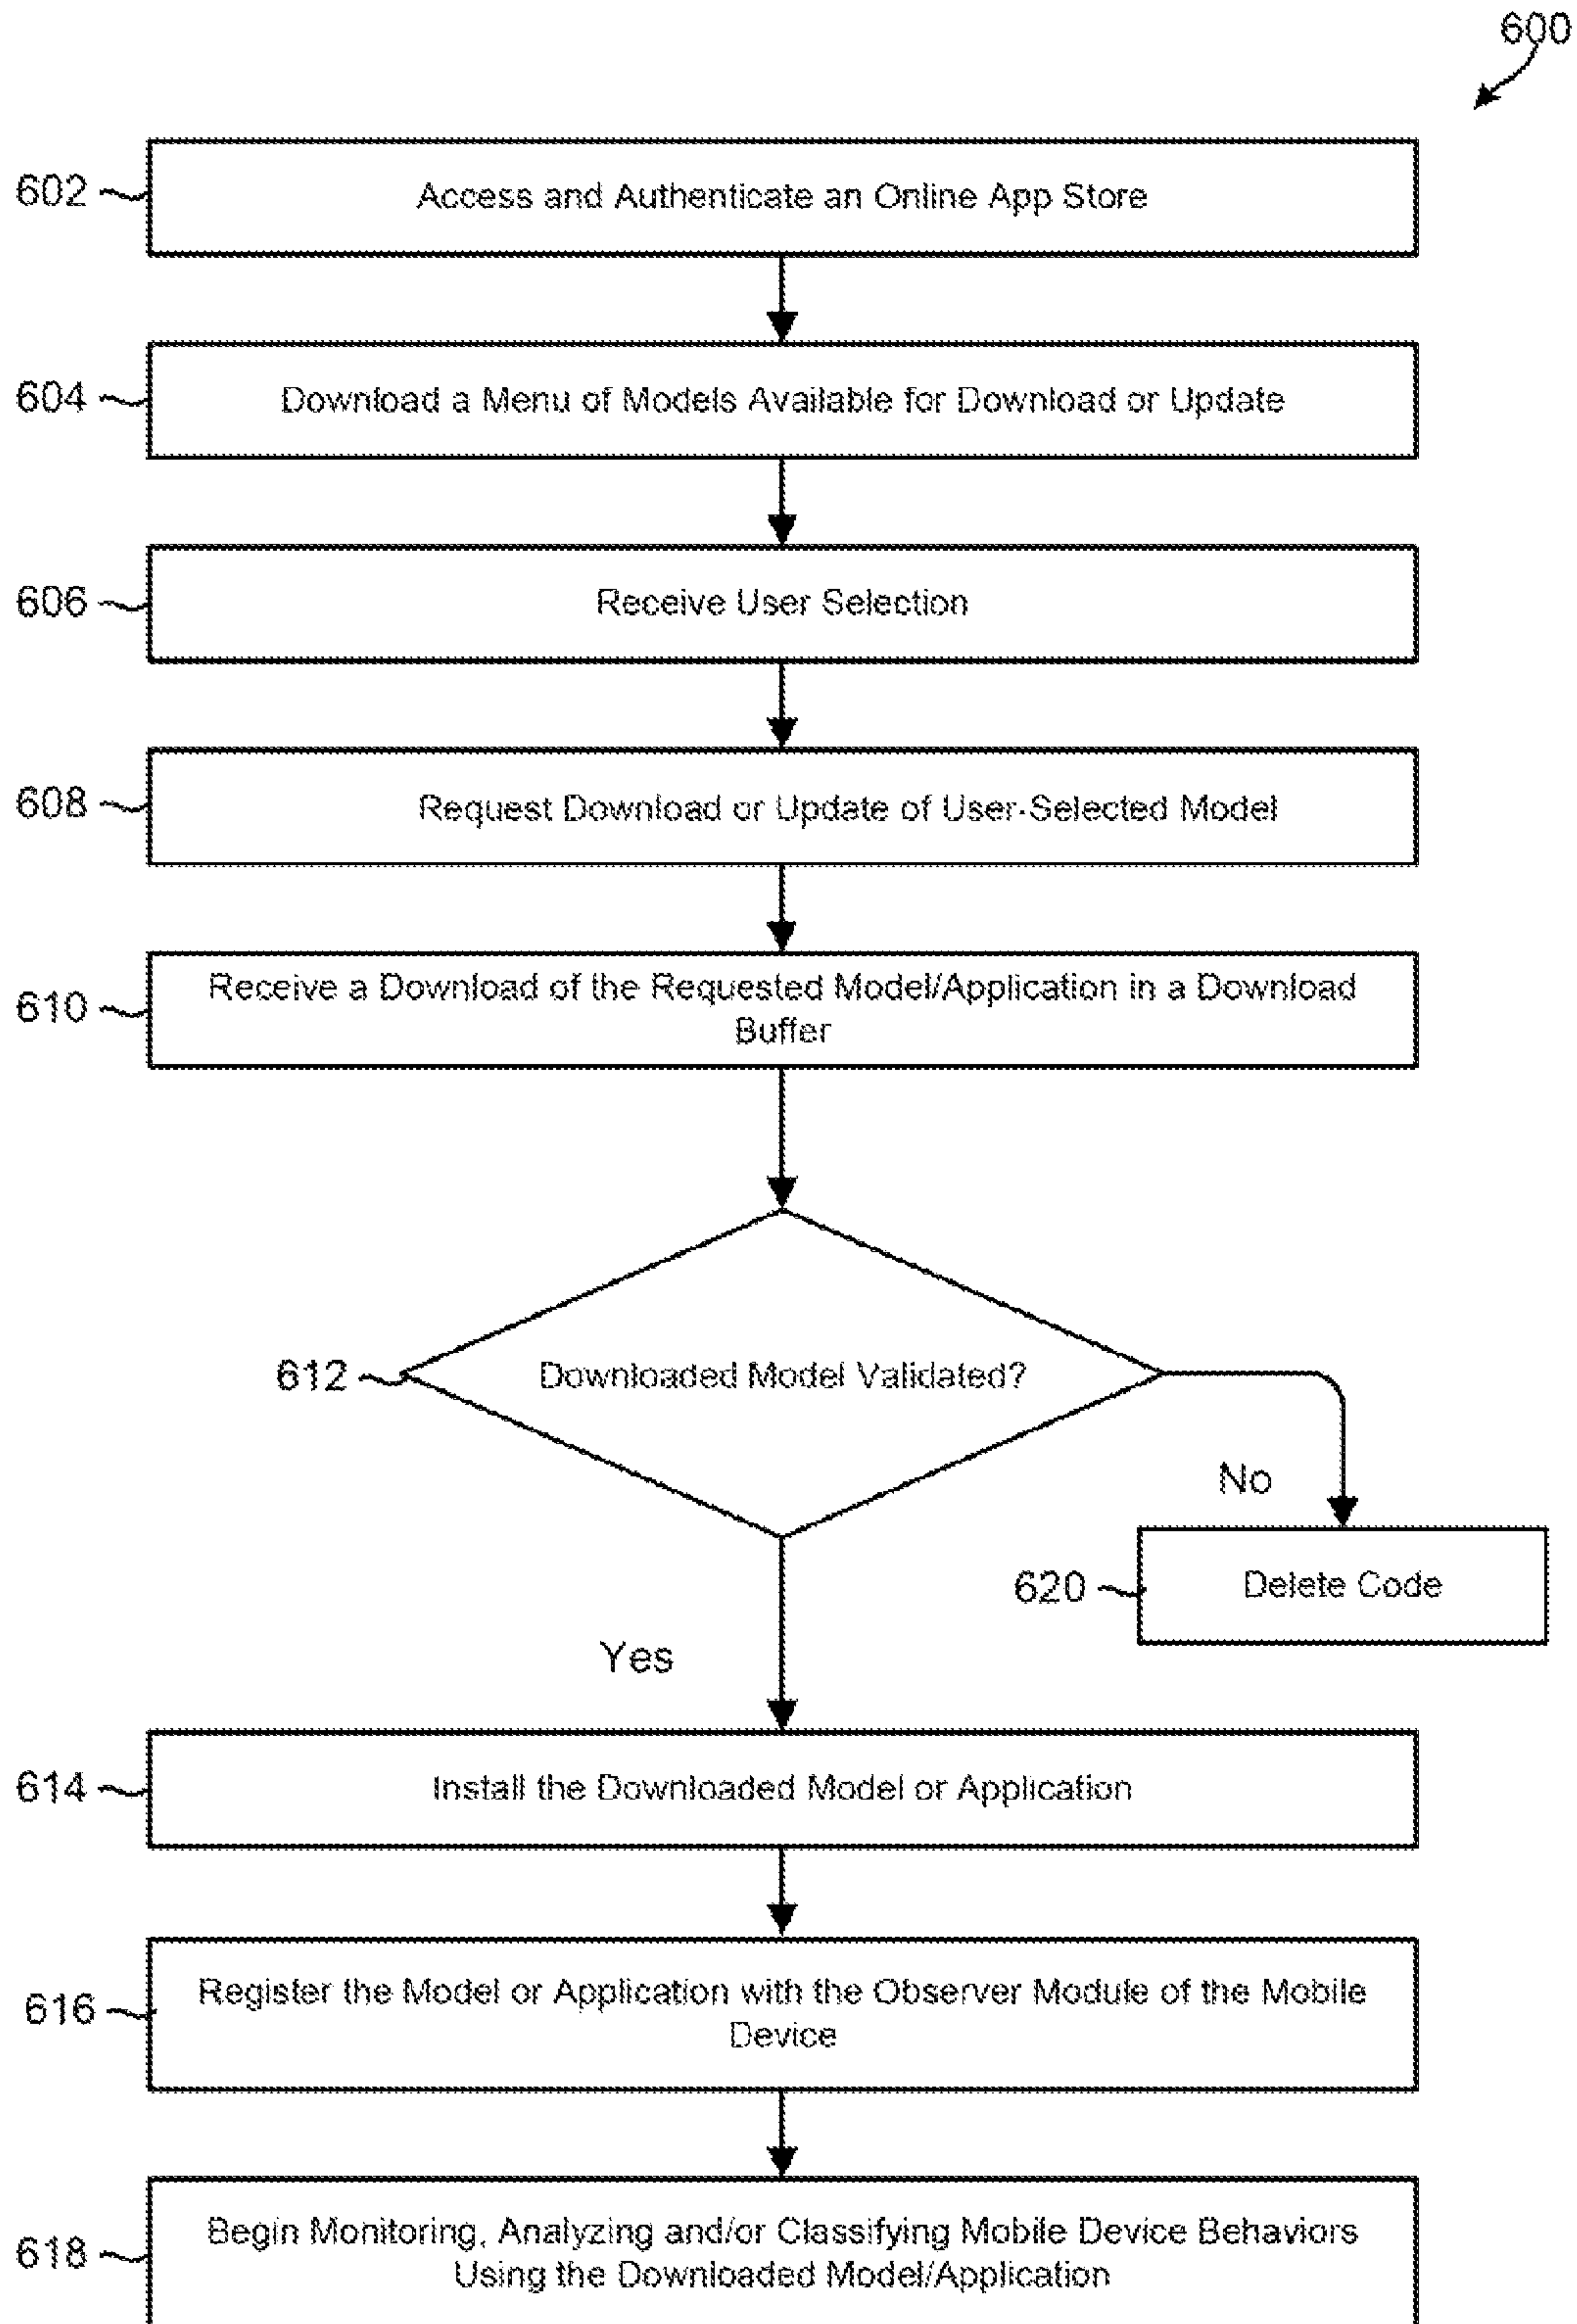 600
602
Access and Authenticate an Online App Store
604
Download a Menu of Models Available for Download or Update
606
Receive User Selection
608
Request Download or Update of User-Selected Model
610
Receive a Download of the Requested Model/Application in a Download
Buffer
612
Downloaded Model Validated?
No
620
Delete Code
Yes
614
Install the Downloaded Model or Application
616
Register the Model or Application with the Observer Module of the Mobile
Device
618
Begin Monitoring, Analyzing and/or Classifying Mobile Device Behaviors
Using the Downloaded Model/Application